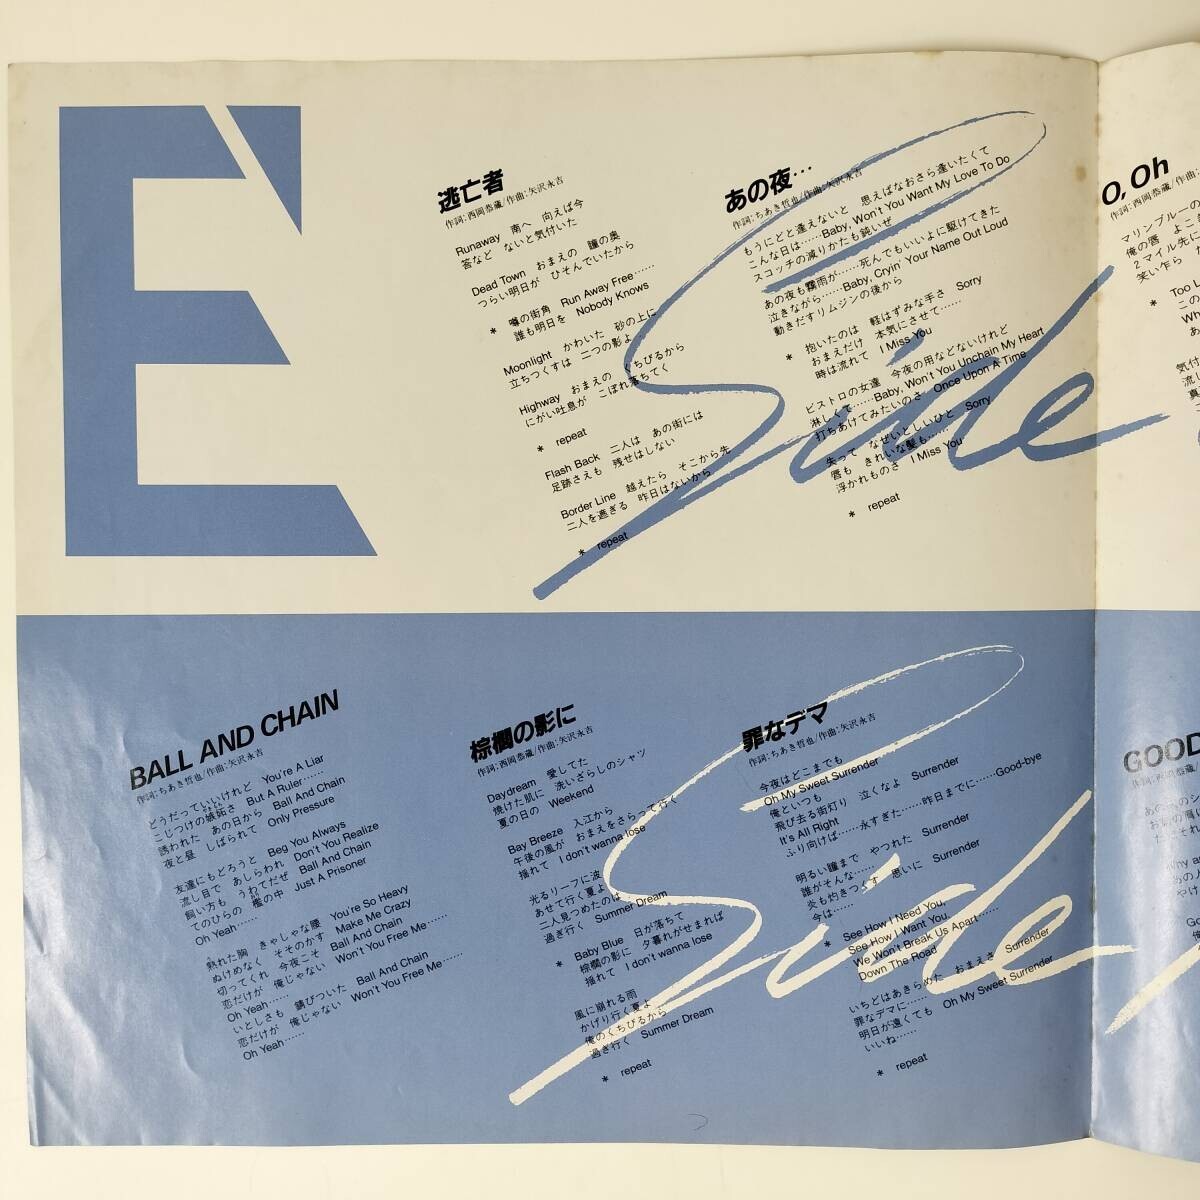 E'
Side
逃亡者
作詞:西岡恭蔵/作曲:矢沢永吉
Runaway 南へ 向えば今
答など ないと気付いた
Dead Town おまえの 瞳の奥
つらい明日が ひそんでいたから
* 噂の街角 Run Away Free……
誰も明日を Nobody Knows
Moonlight かわいた 砂の上に
立ちつくすは 二つの影よ
Highway おまえの くちびるから
にがい吐息が こぼれ落ちてく
* repeat
Flash Back 二人は あの街には
足跡さえも 残せはしない
Border Line 越えたら そこから先
二人を遮ぎる 昨日はないから
* repeat
あの夜…
作詞:ちあき哲也/作曲:矢沢永吉
もうにどと逢えないと 思えばなおさら逢いたくて
こんな日は……Baby, Won't You Want My Love To Do
スコッチの減りかたも鈍いぜ
あの夜も霧雨が……死んでもいいよに駆けてきた
泣きながら……Baby, Cryin' Your Name Out Loud
動きだすリムジンの後から
* 抱いたのは 軽はずみな手さ Sorry
おまえだけ 本気にさせて……
時は流れて I Miss You
ビストロの女達 今夜の用などないけれど
淋しくて……Baby, Won't You Unchain My Heart
打ちあけてみたいのさ Once Upon A Time
失って なぜいとしいひと Sorry
唇も きれいな髪も……
浮かれものさ I Miss You
* repeat
O, Oh
作詞:西岡恭蔵/作曲:
マリンブルーの
俺の唇 よこ
2マイル先に
笑い乍ら
* Too L
この
Wh
あ
気付
流し
真
二
BALL AND CHAIN
作詞:ちあき哲也/作曲:矢沢永吉
どうだっていいけれど You're A Liar
こじつけの嫉妬さ But A Ruler……
誘われた あの日から Ball And Chain
夜と昼 しばられて Only Pressure
友達にもどろうと Beg You Always
流し目で あしらわれ Don't You Realize
飼い方も うわてだぜ Ball And Chain
てのひらの 檻の中 Just A Prisoner
Oh Yeah……
熟れた胸 きゃしゃな腰 You're So Heavy
ぬけめなく そそのかす Make Me Crazy
切ってくれ 今夜こそ Ball And Chain
恋だけが 俺じゃない Won't You Free Me……
Oh Yeah……
いとしさも 錆びついた Ball And Chain
恋だけが 俺じゃない Won't You Free Me……
Oh Yeah……
棕櫚の影に
作詞:西岡恭蔵/作曲:矢沢永吉
Daydream 愛してた
焼けた肌に 洗いざらしのシャツ
夏の日の Weekend
Bay Breeze 入江から
午後の風が おまえをさらって行く
揺れて I don't wanna lose
光るリーフに波
あせて行く夏よ
二人見つめたのは
過ぎ行く Summer Dream
* Baby Blue 日が落ちて
棕櫚の影に 夕暮れがせまれば
揺れて I don't wanna lose
風に崩れる雨
かげり行く夏よ
俺のくちびるから
過ぎ行く Summer Dream
* repeat
罪なデマ
作詞:ちあき哲也/作曲:矢沢永吉
今夜はどこまでも
Oh My Sweet Surrender
俺といつも
飛び去る街灯り 泣くなよ Surrender
It's All Right
ふり向けば……永すぎた……昨日までに……Good-bye
明るい瞳まで やつれた Surrender
誰がそんな……
炎も灼きつくす 思いに Surrender
今は……
* See How I Need You,
See How I Want You.
We Won't Break Us Apart……
Down The Road
いちどはあきらめた おまえさ Surrender
罪なデマに……
明日が遠くても Oh My Sweet Surrender
いいね……
* repeat
Side
GOOD
作詞:西岡恭蔵/
Why a
Go